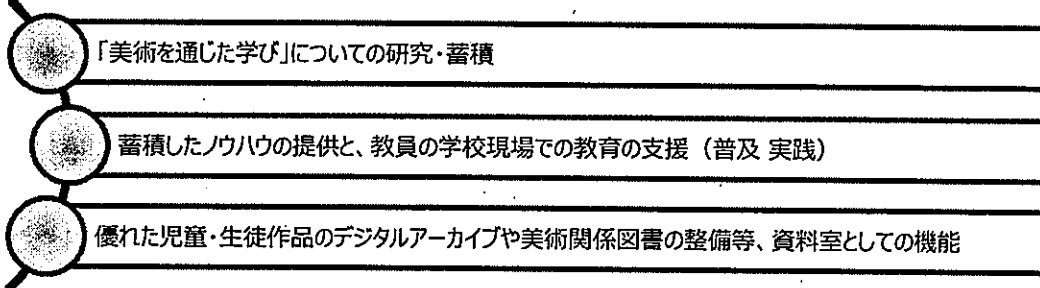 「美術を通じた学び」についての研究・蓄積
蓄積したノウハウの提供と、教員の学校現場での教育の支援（普及 実践）
優れた児童・生徒作品のデジタルアーカイブや美術関係図書の整備等、資料室としての機能